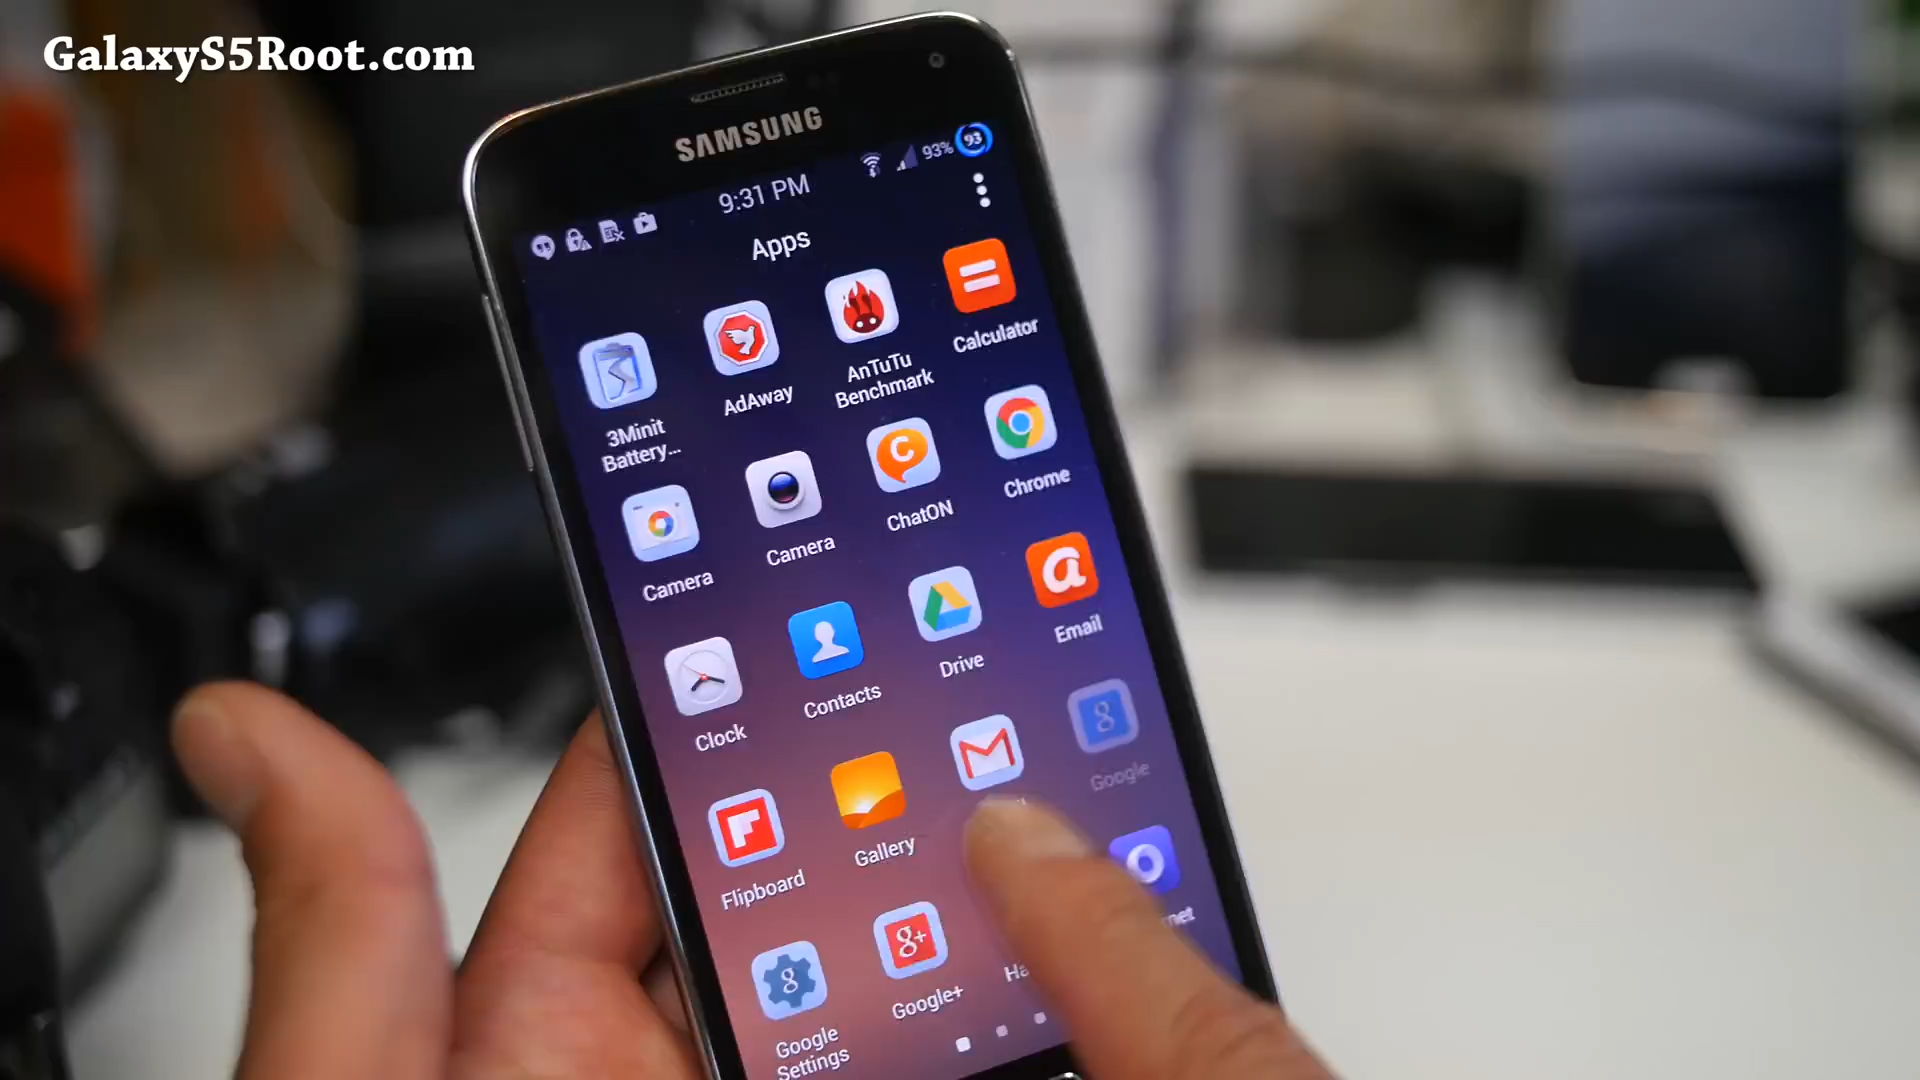 GalaxyS5Root.com
SAMSUNG
9:31 PM
93%
93
Apps
3Minit
Battery...
AdAway
AnTuTu
Benchmark
Calculator
Camera
Camera
C
ChatON
Chrome
Clock
Contacts
Drive
a
Email
Flipboard
Gallery
g
Google
g
Google
Settings
g+
Google+